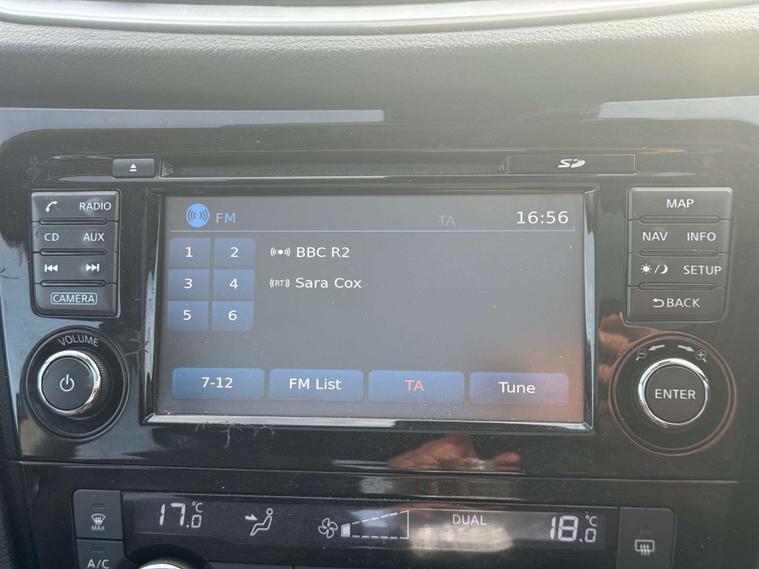 SD
RADIO
CD AUX
CAMERA
VOLUME
FM TA 16:56
1 2 BBC R2
3 4 (RT) Sara Cox
5 6
7-12 FM List TA Tune
MAP
NAV INFO
SETUP
BACK
ENTER
MAX
A/C
17.0 °C
DUAL
18.0 °C